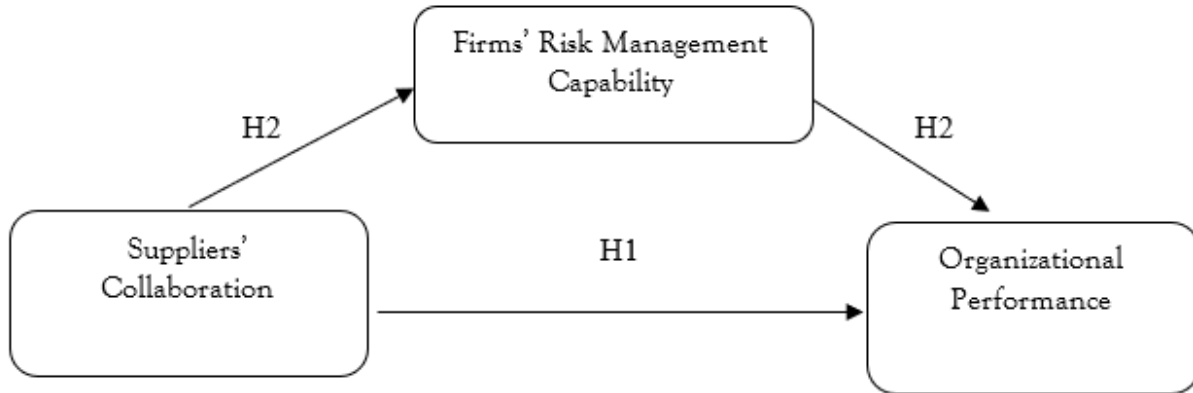 Firms’ Risk Management
Capability
H2
H2
Suppliers’
Collaboration
H1
Organizational
Performance